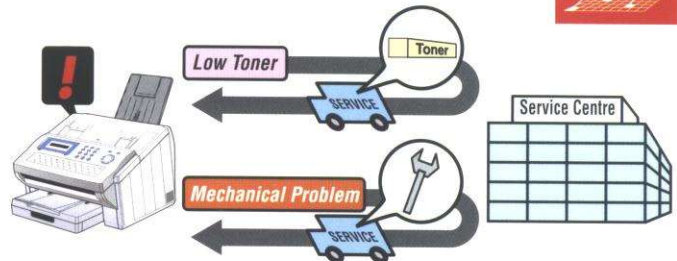 Low Toner
Toner
SERVICE
Service Centre
Mechanical Problem
SERVICE